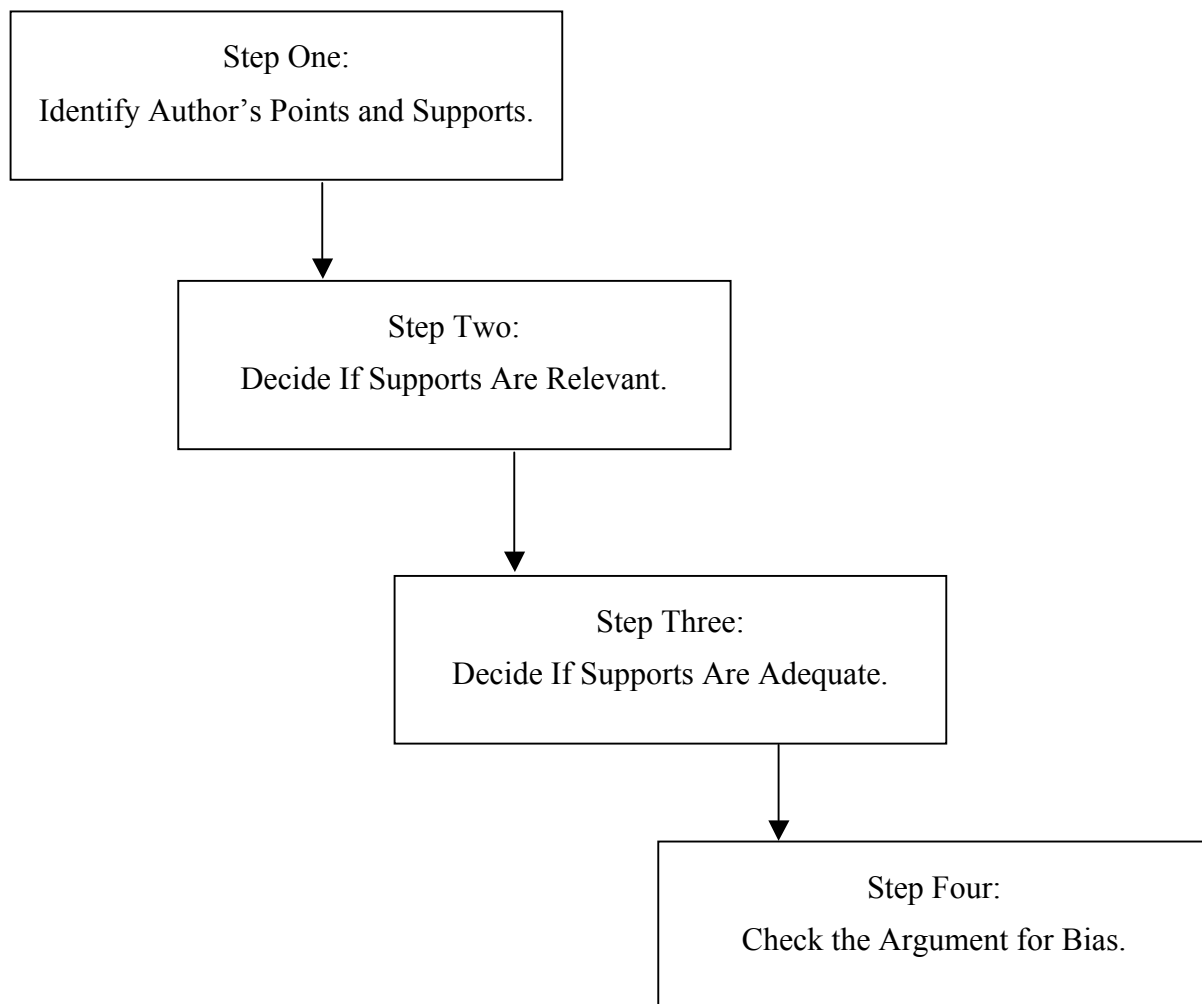 Step One:
Identify Author’s Points and Supports.
Step Two:
Decide If Supports Are Relevant.
Step Three:
Decide If Supports Are Adequate.
Step Four:
Check the Argument for Bias.